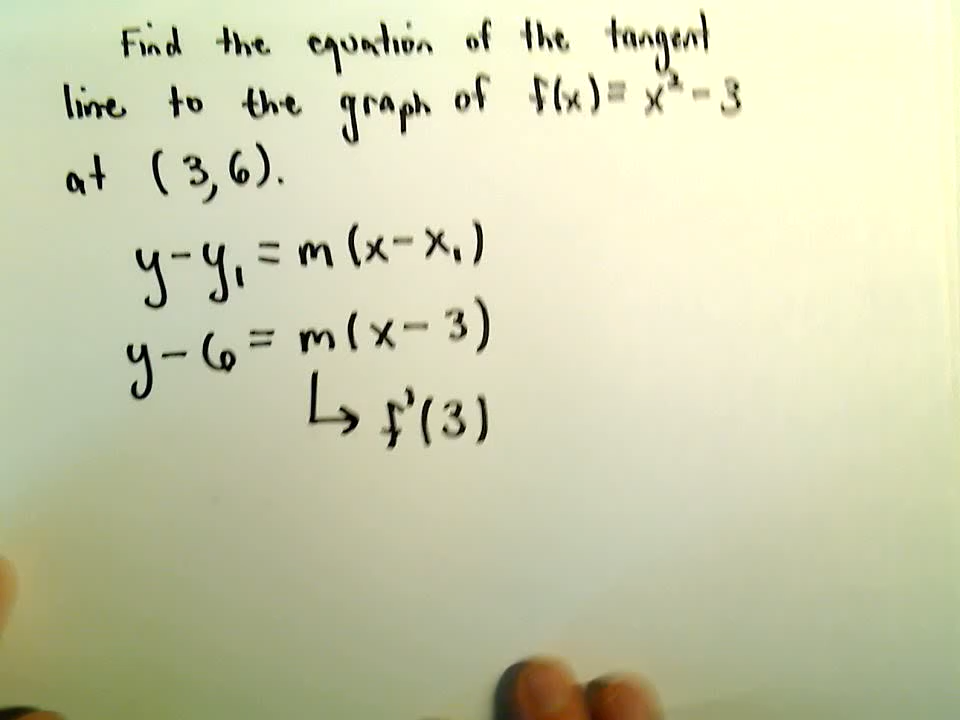 Find the equation of the tangent
line to the graph of f(x) = x² - 3
at (3,6).
y - y₁ = m(x - x₁)
y - 6 = m(x - 3)
↳ f'(3)